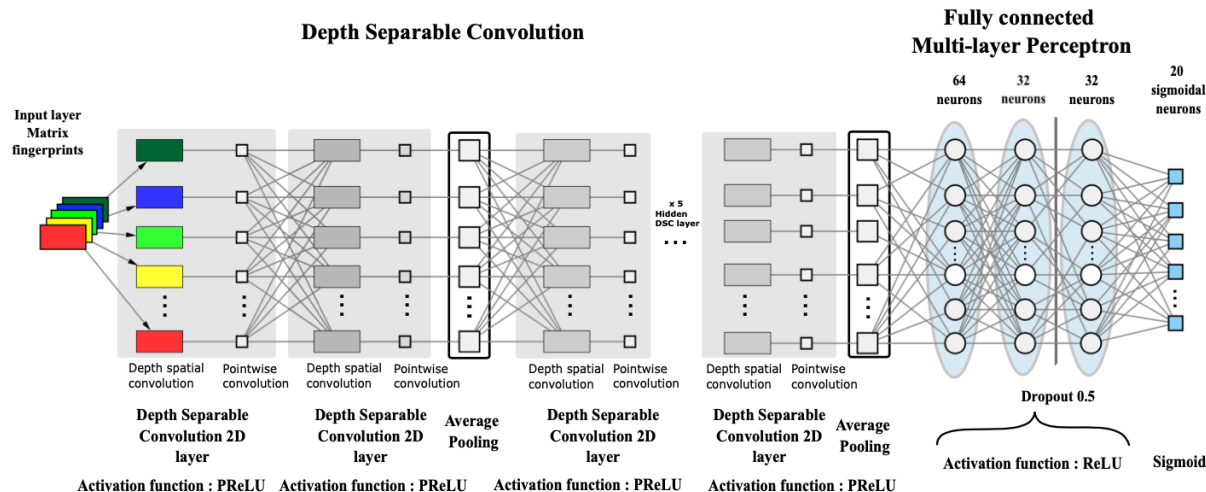 Depth Separable Convolution
Fully connected
Multi-layer Perceptron
64
neurons
32
neurons
32
neurons
20
sigmoidal
neurons
Input layer
Matrix
fingerprints
x 5
Hidden
DSC layer
...
Depth spatial
convolution
Pointwise
convolution
Depth spatial
convolution
Pointwise
convolution
Depth spatial
convolution
Pointwise
convolution
Depth spatial
convolution
Pointwise
convolution
Depth Separable
Convolution 2D
layer
Depth Separable
Convolution 2D
layer
Average
Pooling
Depth Separable
Convolution 2D
layer
Depth Separable
Convolution 2D
layer
Average
Pooling
Dropout 0.5
Activation function : PReLU
Activation function : PReLU
Activation function : PReLU
Activation function : PReLU
Activation function : ReLU
Sigmoid